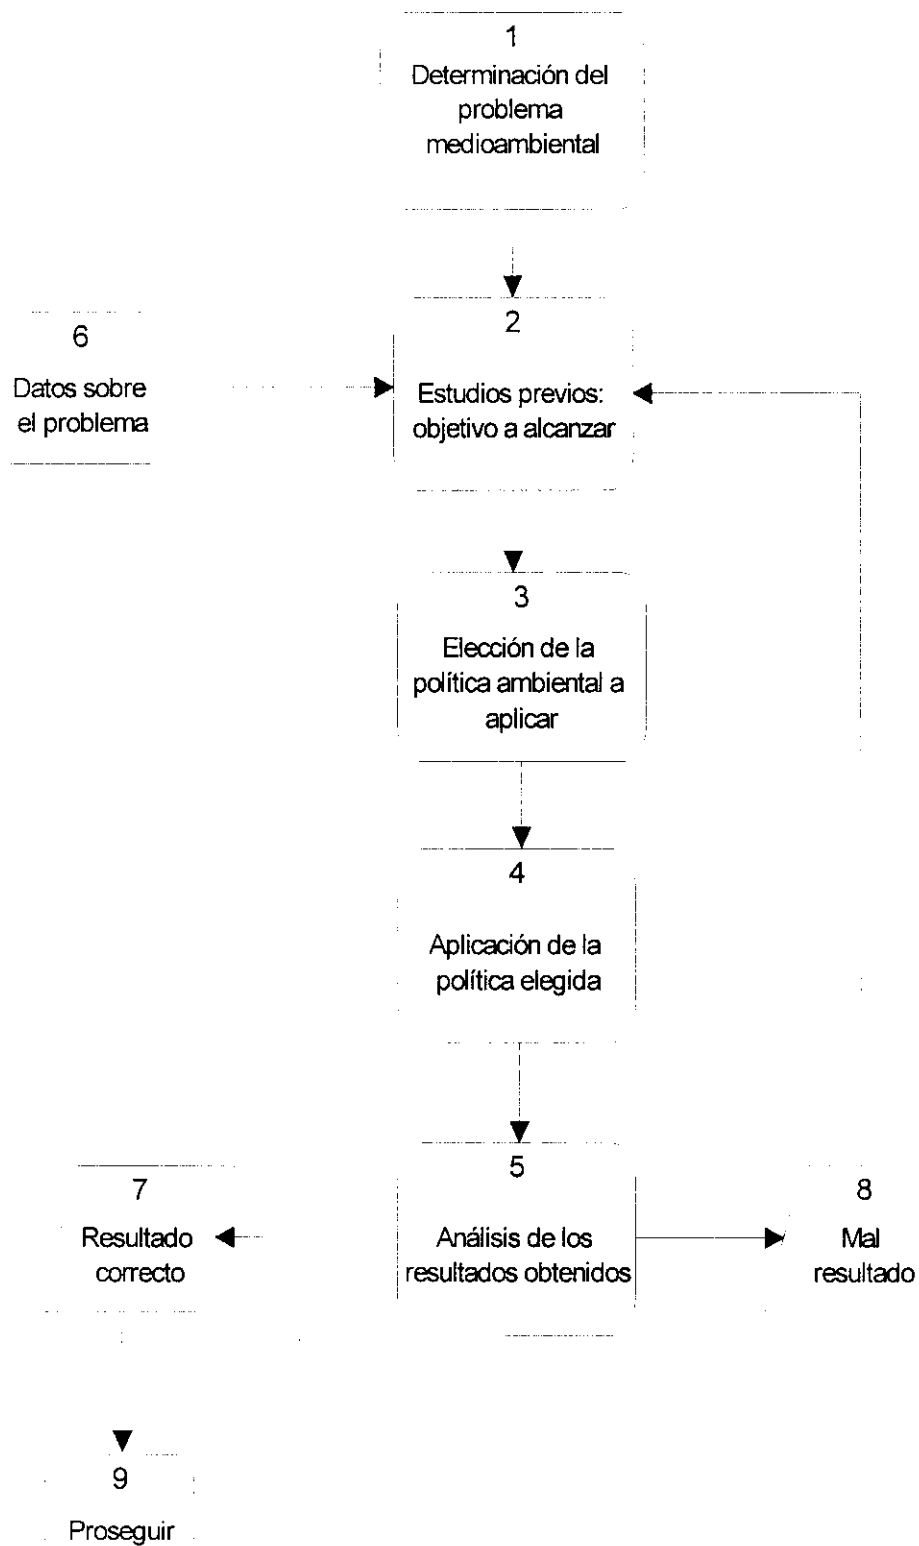 1
Determinación del
problema
medioambiental
2
Estudios previos:
objetivo a alcanzar
6
Datos sobre
el problema
3
Elección de la
política ambiental a
aplicar
4
Aplicación de la
política elegida
5
Análisis de los
resultados obtenidos
7
Resultado
correcto
8
Mal
resultado
9
Proseguir